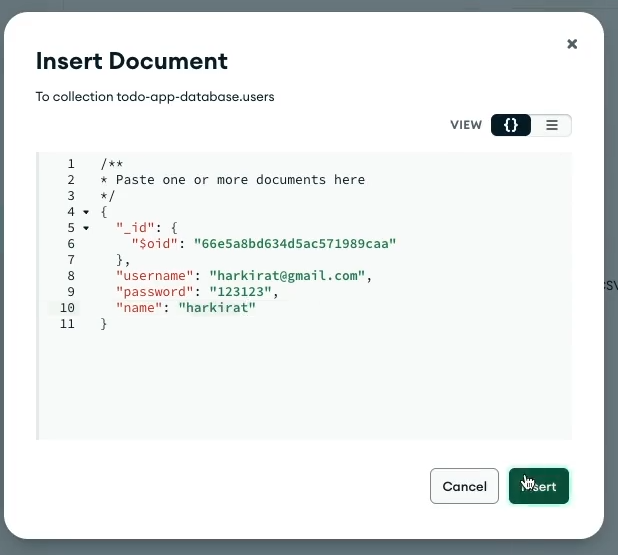 Insert Document
To collection todo-app-database.users
VIEW {}
1 /**
2 * Paste one or more documents here
3 */
4 {
5 "_id": {
6 "$oid": "66e5a8bd634d5ac571989caa"
7 },
8 "username": "harkirat@gmail.com",
9 "password": "123123",
10 "name": "harkirat"
11 }
Cancel